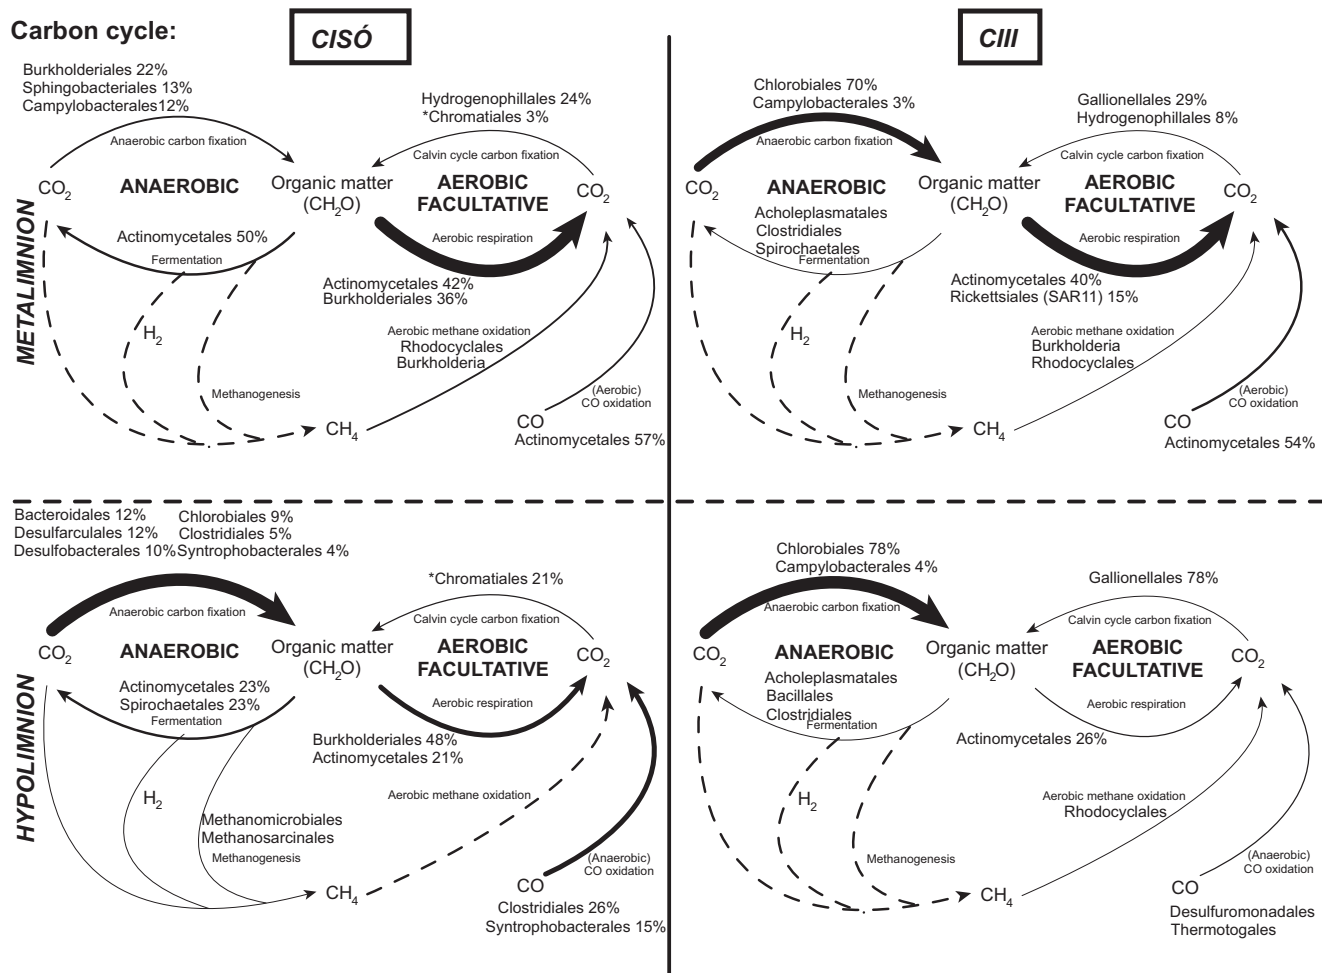 Carbon cycle:
CISÓ
CIII
METALIMNION
Burkholderiales 22%
Sphingobacteriales 13%
Campylobacterales12%
Anaerobic carbon fixation
Hydrogenophillales 24%
*Chromatiales 3%
Calvin cycle carbon fixation
CO2
ANAEROBIC
Organic matter
(CH2O)
AEROBIC
FACULTATIVE
CO2
Actinomycetales 50%
Fermentation
Aerobic respiration
Actinomycetales 42%
Burkholderiales 36%
H2
Aerobic methane oxidation
Rhodocyclales
Burkholderia
Methanogenesis
(Aerobic)
CO oxidation
CH4
CO
Actinomycetales 57%
Chlorobiales 70%
Campylobacterales 3%
Anaerobic carbon fixation
Gallionellales 29%
Hydrogenophillales 8%
Calvin cycle carbon fixation
CO2
ANAEROBIC
Organic matter
(CH2O)
AEROBIC
FACULTATIVE
CO2
Acholeplasmatales
Clostridiales
Spirochaetales
Fermentation
Aerobic respiration
Actinomycetales 40%
Rickettsiales (SAR11) 15%
H2
Aerobic methane oxidation
Burkholderia
Rhodocyclales
Methanogenesis
(Aerobic)
CO oxidation
CH4
CO
Actinomycetales 54%
HYPOLIMNION
Bacteroidales 12%
Desulfarculales 12%
Desulfobacterales 10%
Chlorobiales 9%
Clostridiales 5%
Syntrophobacterales 4%
Anaerobic carbon fixation
*Chromatiales 21%
Calvin cycle carbon fixation
CO2
ANAEROBIC
Organic matter
(CH2O)
AEROBIC
FACULTATIVE
CO2
Actinomycetales 23%
Spirochaetales 23%
Fermentation
Aerobic respiration
Burkholderiales 48%
Actinomycetales 21%
H2
Aerobic methane oxidation
Methanomicrobiales
Methanosarcinales
Methanogenesis
(Anaerobic)
CO oxidation
CH4
CO
Clostridiales 26%
Syntrophobacterales 15%
Chlorobiales 78%
Campylobacterales 4%
Anaerobic carbon fixation
Gallionellales 78%
Calvin cycle carbon fixation
CO2
ANAEROBIC
Organic matter
(CH2O)
AEROBIC
FACULTATIVE
CO2
Acholeplasmatales
Bacillales
Clostridiales
Fermentation
Aerobic respiration
Actinomycetales 26%
H2
Aerobic methane oxidation
Rhodocyclales
Methanogenesis
(Anaerobic)
CO oxidation
CH4
CO
Desulfuromonadales
Thermotogales